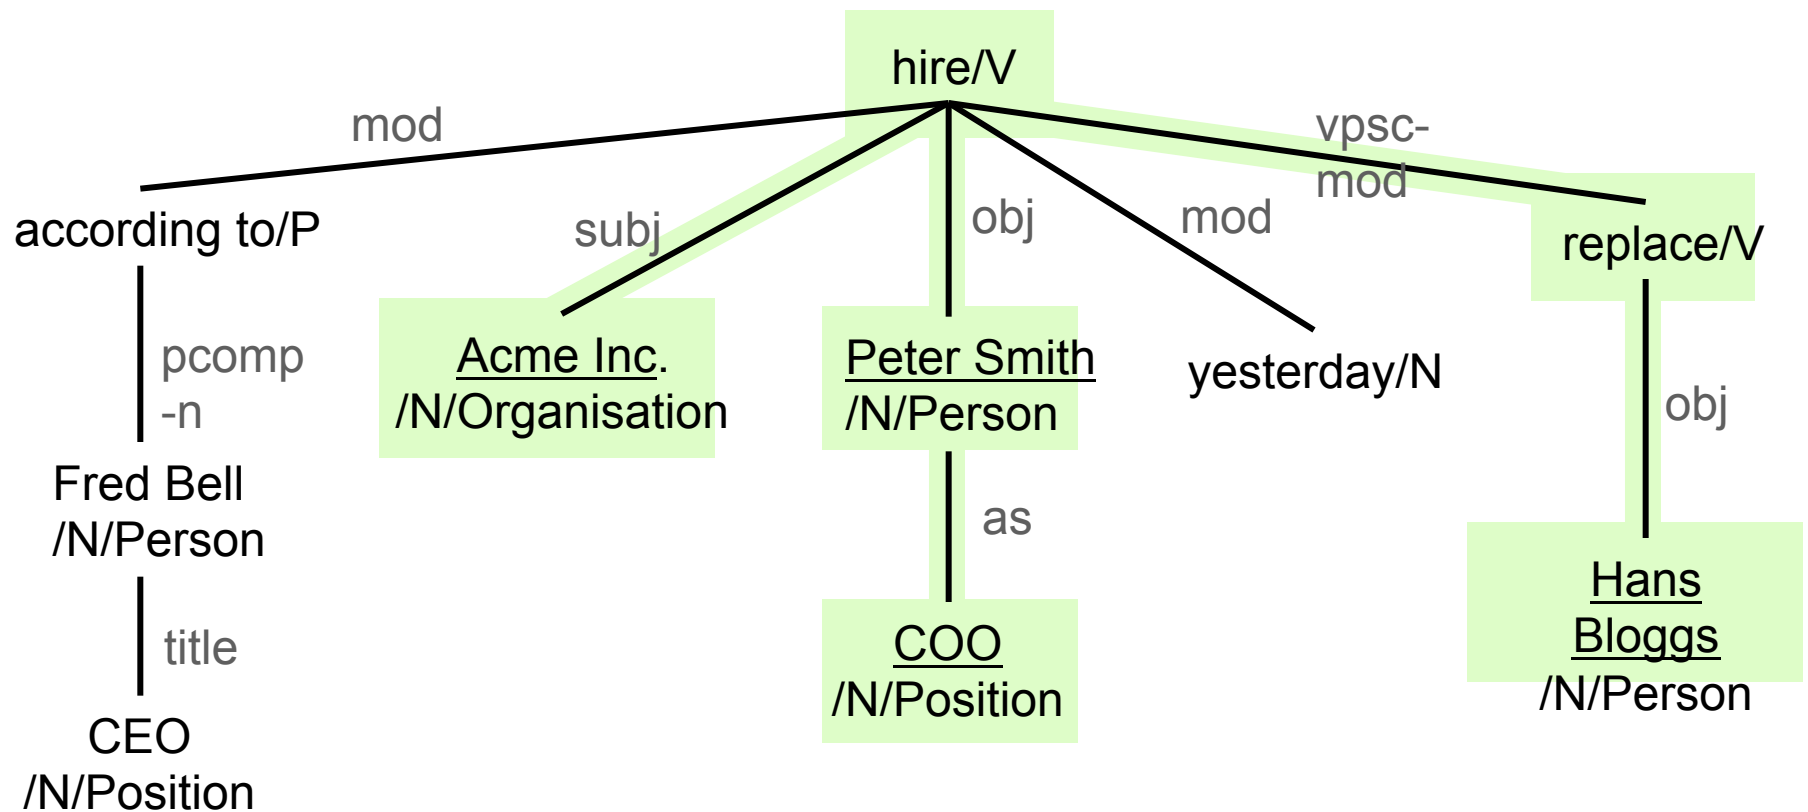 hire/V
mod
vpsc-
mod
according to/P
subj
obj
mod
replace/V
pcomp
-n
Acme Inc.
/N/Organisation
Peter Smith
/N/Person
yesterday/N
obj
Fred Bell
/N/Person
as
Hans
Bloggs
/N/Person
title
COO
/N/Position
CEO
/N/Position